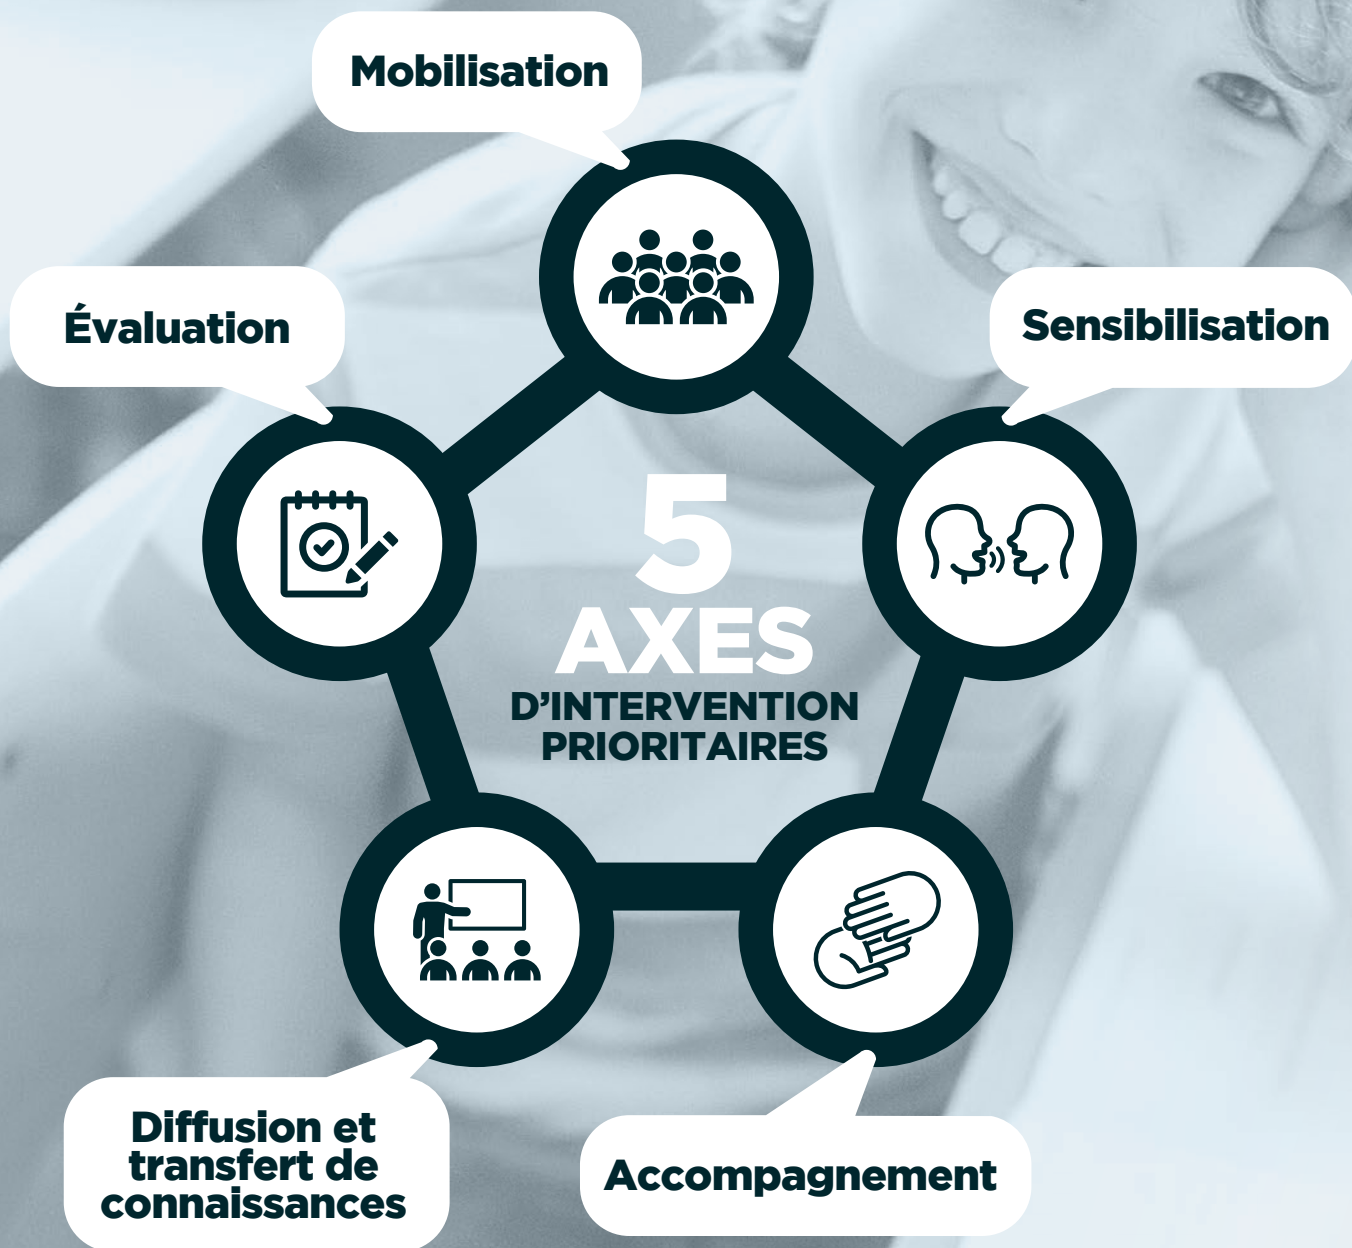 Mobilisation
Évaluation
Sensibilisation
5
AXES
D’INTERVENTION
PRIORITAIRES
Diffusion et
transfert de
connaissances
Accompagnement